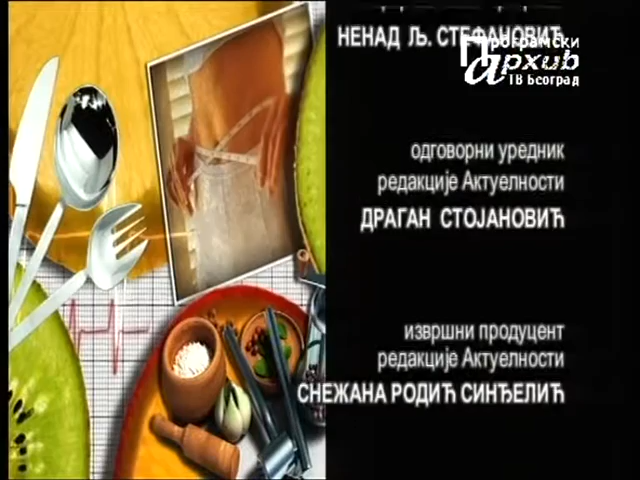 НЕНАД Љ. СТЕФАНОВИЋ
Програмски
архив
ТВ Београд
одговорни уредник
редакције Актуелности
ДРАГАН СТОЈАНОВИЋ
извршни продуцент
редакције Актуелности
СНЕЖАНА РОДИЋ СИНЂЕЛИЋ